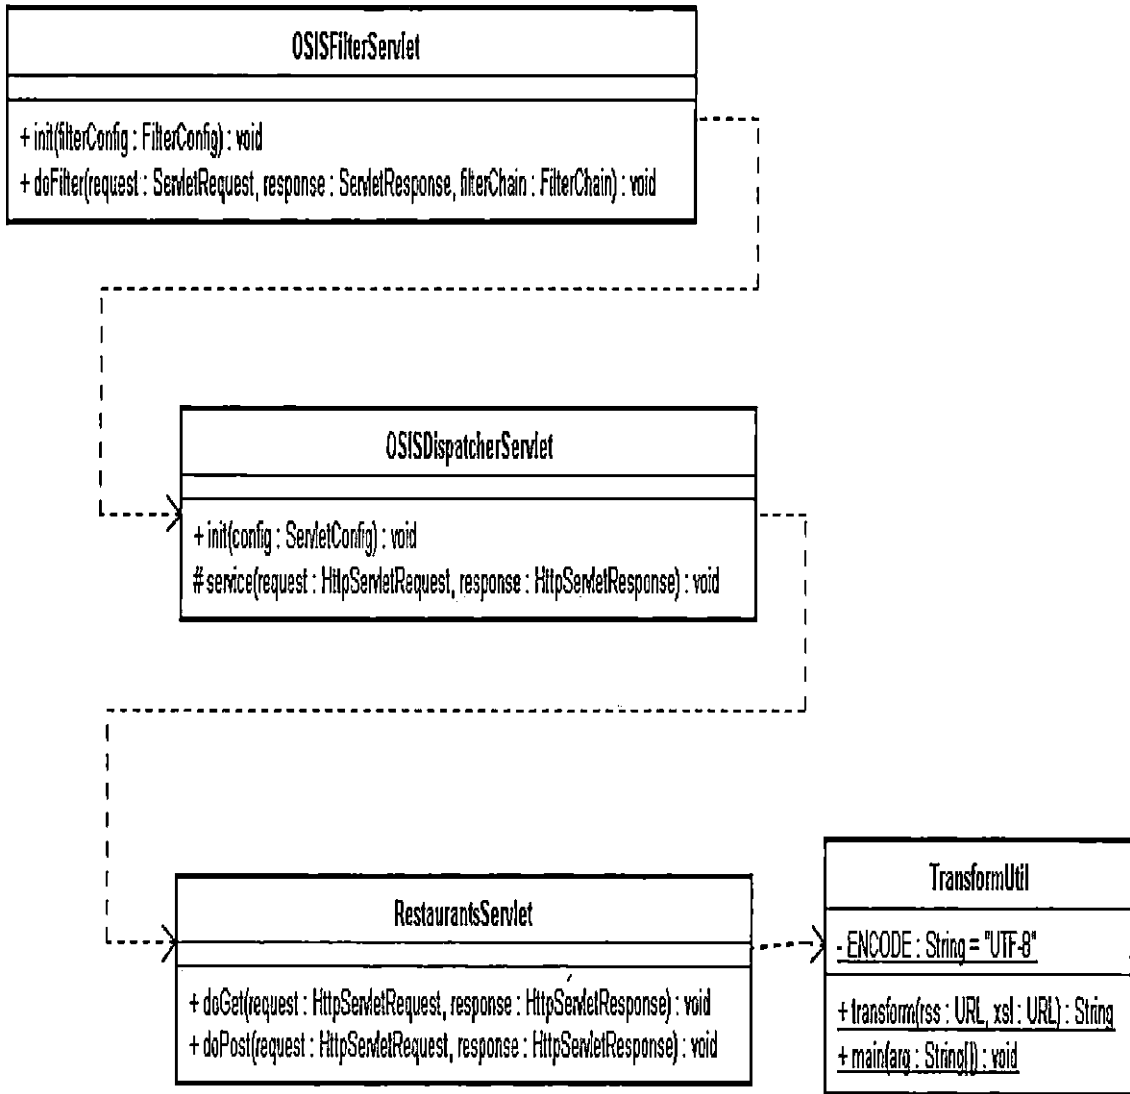 OSISFilterServlet
...
+ init(filterConfig : FilterConfig) : void
+ doFilter(request : ServletRequest, response : ServletResponse, filterChain : FilterChain) : void
OSISDispatcherServlet
+ init(config : ServletConfig) : void
# service(request : HttpServletRequest, response : HttpServletResponse) : void
RestaurantsServlet
+ doGet(request : HttpServletRequest, response : HttpServletResponse) : void
+ doPost(request : HttpServletRequest, response : HttpServletResponse) : void
TransformUtil
- ENCODE : String = "UTF-8"
+ transform(rss : URL, xsl : URL) : String
+ main(arg : String[]) : void